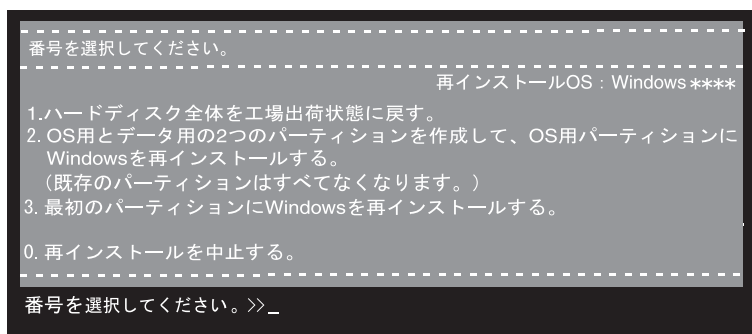 番号を選択してください。
再インストールOS：Windows****
1.ハードディスク全体を工場出荷状態に戻す。
2. OS用とデータ用の2つのパーティションを作成して、OS用パーティションに
Windowsを再インストールする。
（既存のパーティションはすべてなくなります。）
3. 最初のパーティションにWindowsを再インストールする。
0. 再インストールを中止する。
番号を選択してください。>>_